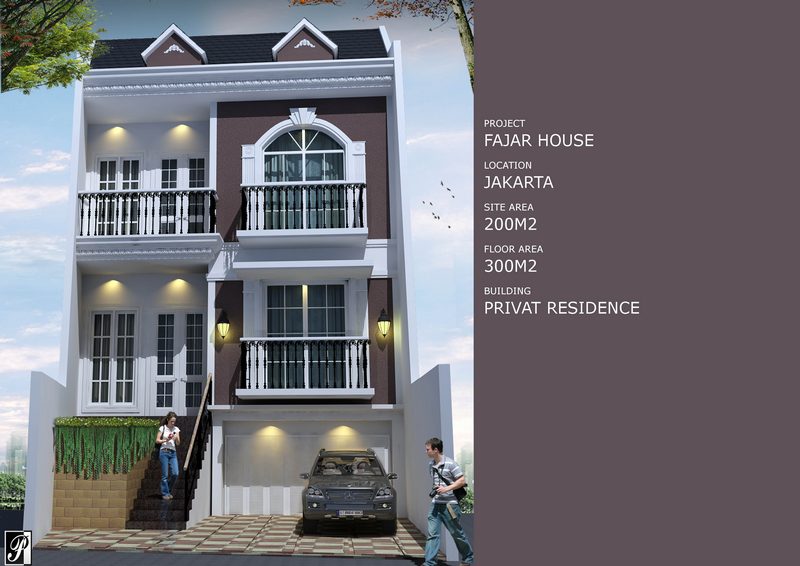 PROJECT
FAJAR HOUSE
LOCATION
JAKARTA
SITE AREA
200M2
FLOOR AREA
300M2
BUILDING
PRIVAT RESIDENCE
P